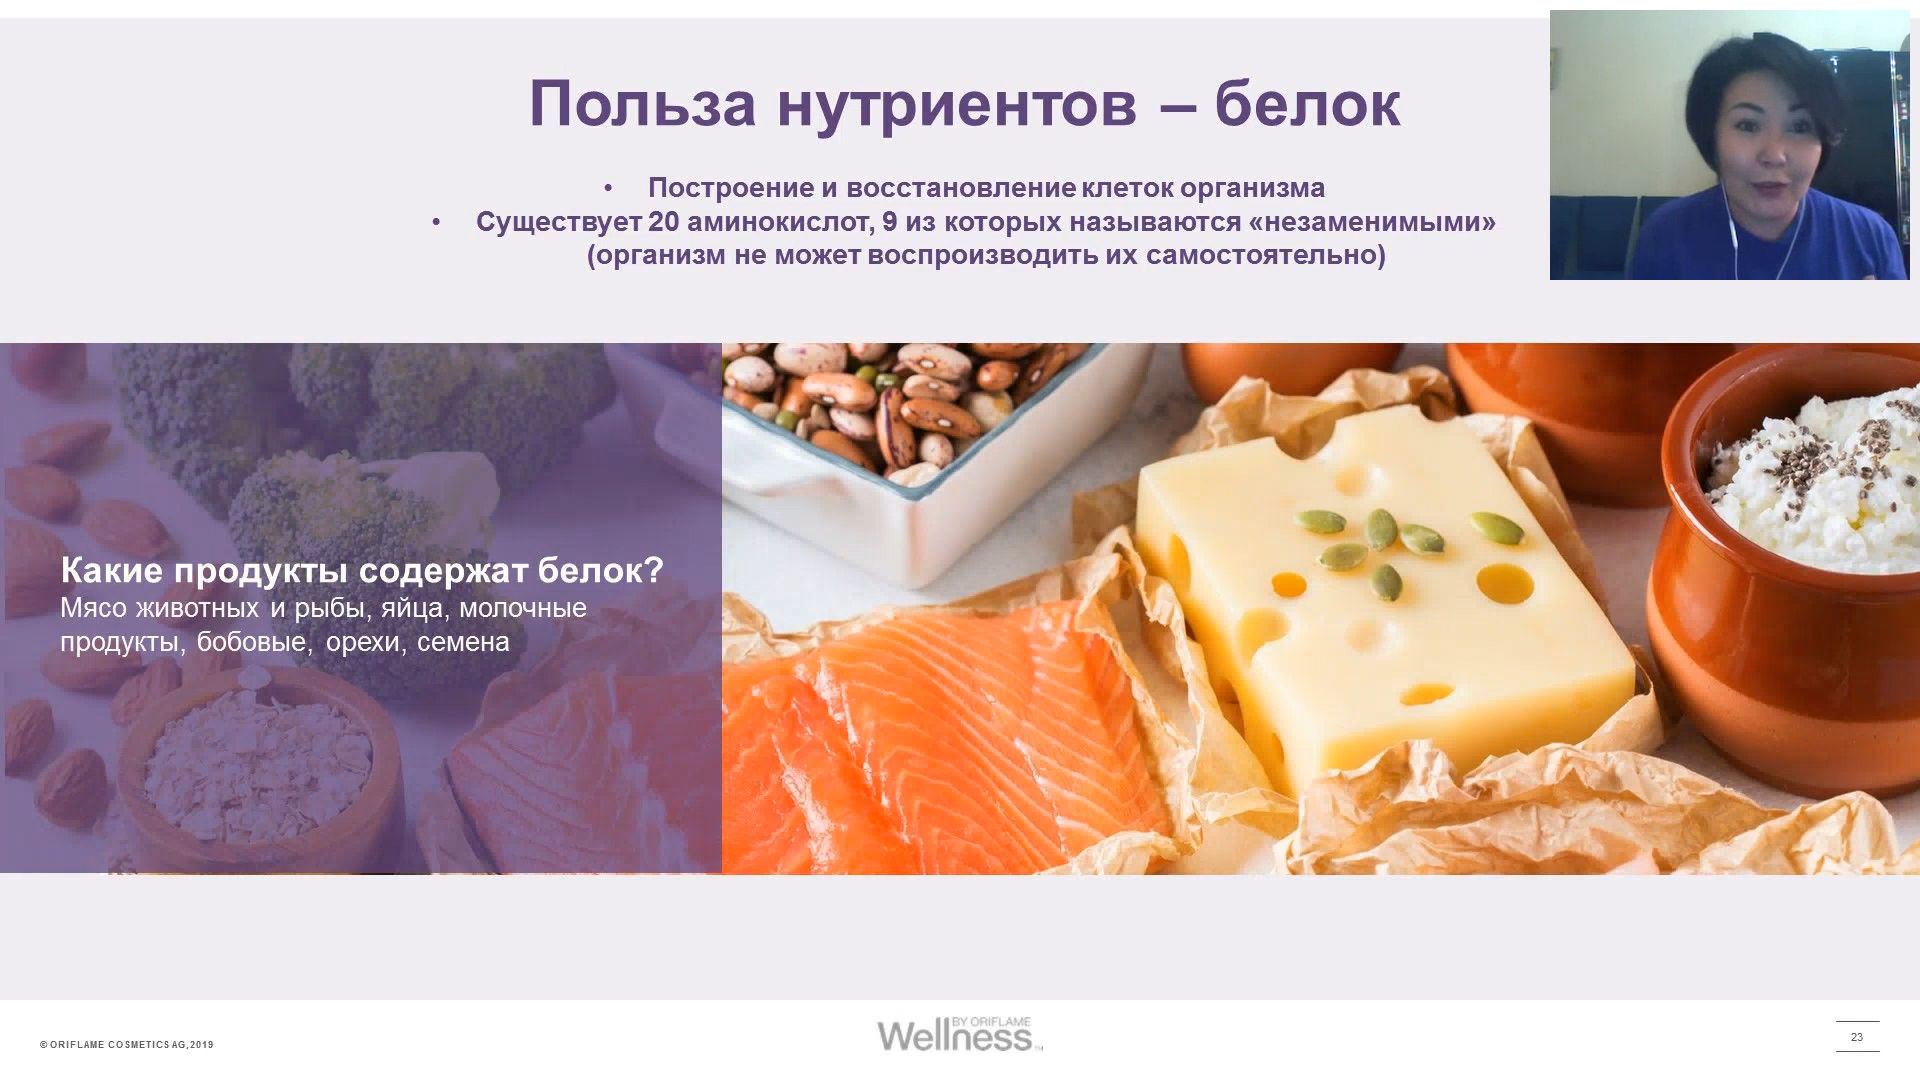 Польза нутриентов – белок
• Построение и восстановление клеток организма
• Существует 20 аминокислот, 9 из которых называются «незаменимыми»
(организм не может воспроизводить их самостоятельно)
Какие продукты содержат белок?
Мясо животных и рыбы, яйца, молочные
продукты, бобовые, орехи, семена
© ORIFLAME COSMETICS AG, 2019
BY ORIFLAME
Wellness
23